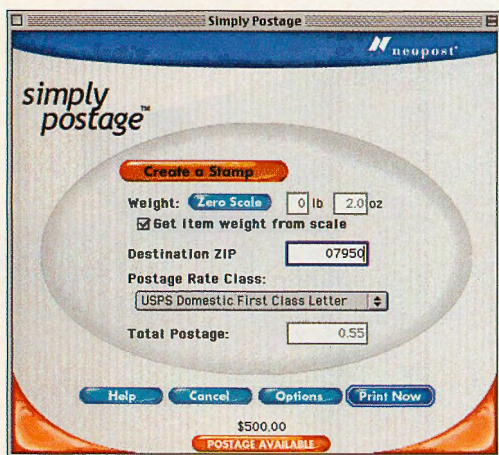 Simply Postage
neopost
simply
postage™
Create a Stamp
Weight: Zero Scale 0 lb 2.0 oz
Get item weight from scale
Destination ZIP 07950
Postage Rate Class:
USPS Domestic First Class Letter
Total Postage: 0.55
Help Cancel Options Print Now
$500.00
POSTAGE AVAILABLE